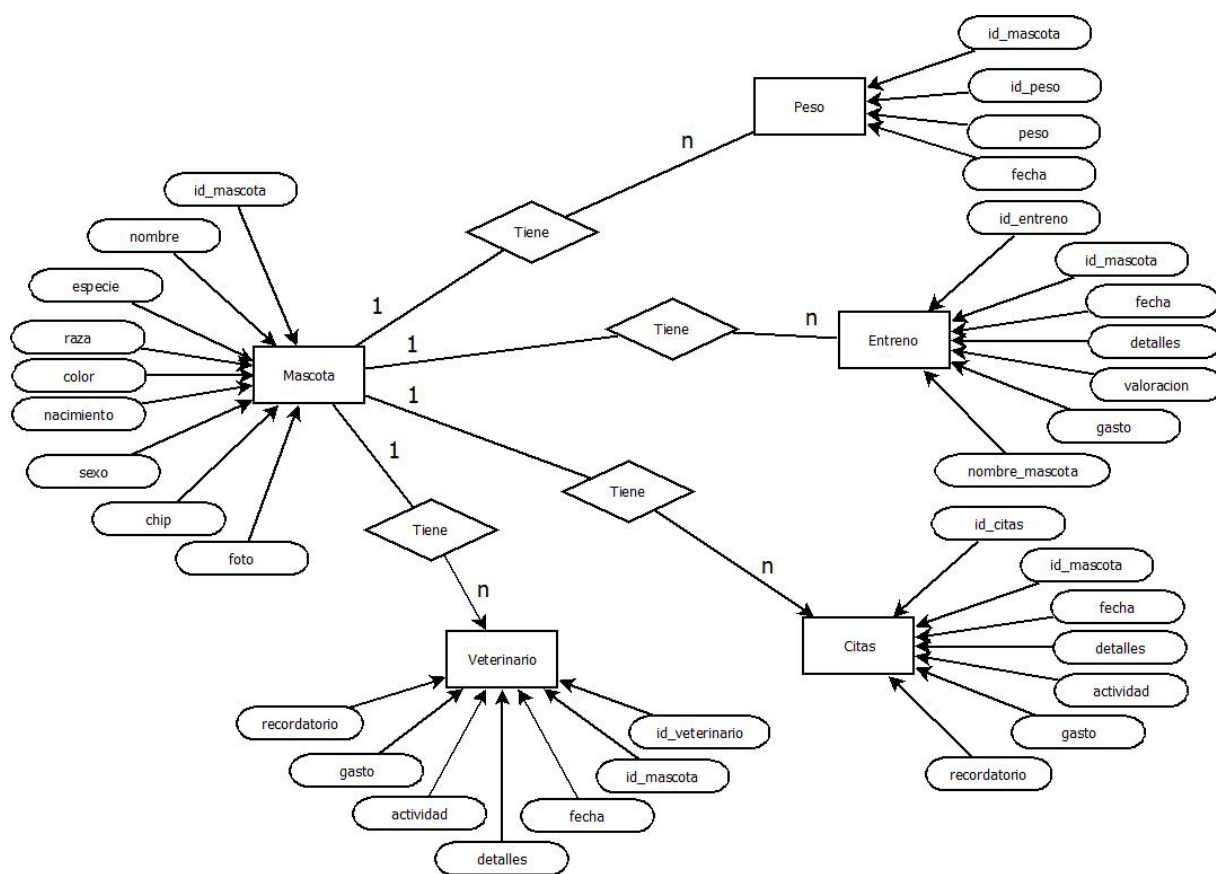 id_mascota
id_peso
Peso
peso
n
fecha
id_mascota
id_entreno
nombre
Tiene
id_mascota
especie
fecha
1
n
raza
Tiene
1
Entreno
detalles
Mascota
color
valoracion
nacimiento
1
gasto
1
sexo
nombre_mascota
Tiene
chip
id_citas
Tiene
foto
id_mascota
n
n
fecha
Citas
detalles
Veterinario
actividad
recordatorio
id_veterinario
gasto
gasto
id_mascota
recordatorio
actividad
fecha
detalles